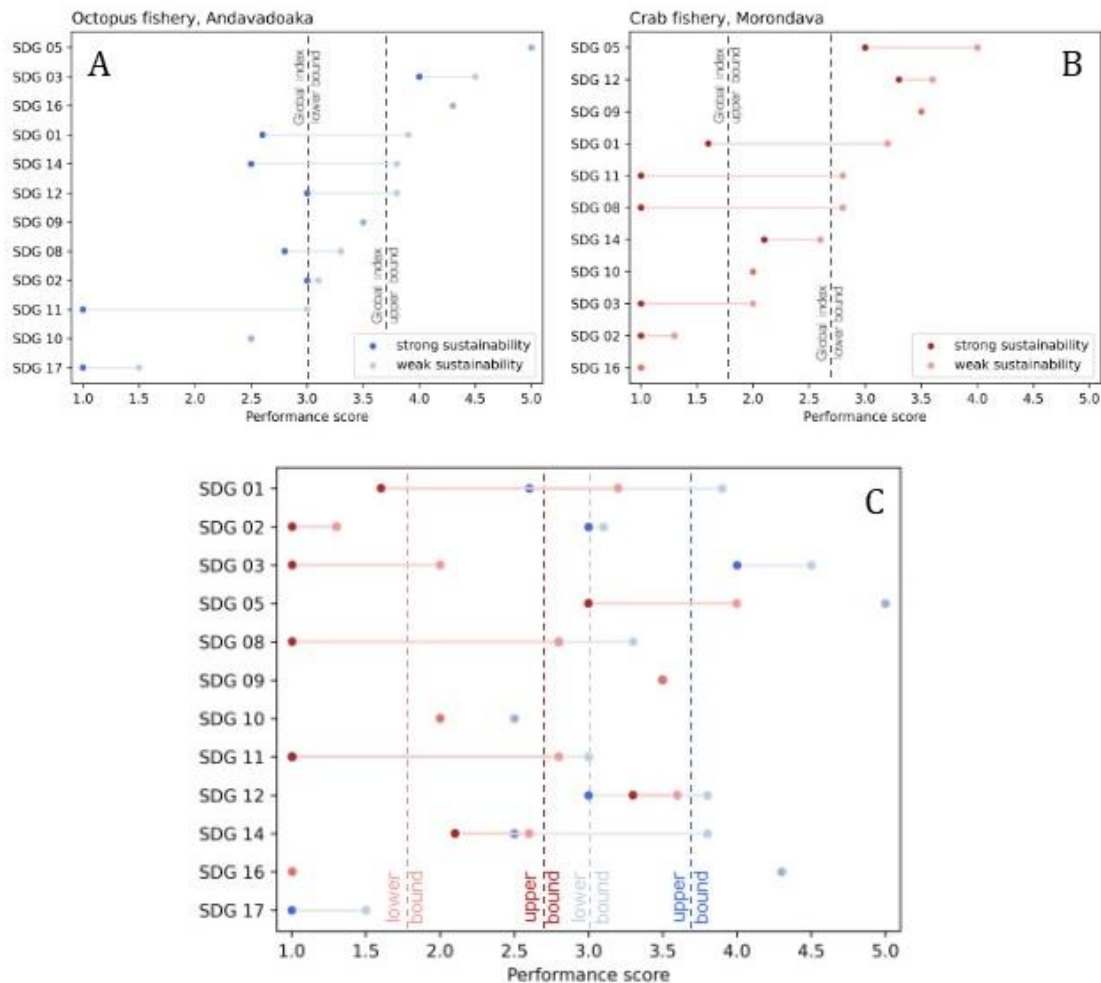 Octopus fishery, Andavadoaka
A
SDG 05
SDG 03
SDG 16
SDG 01
SDG 14
SDG 12
SDG 09
SDG 08
SDG 02
SDG 11
SDG 10
SDG 17
Global index
lower bound
Global index
upper bound
strong sustainability
weak sustainability
1.0 1.5 2.0 2.5 3.0 3.5 4.0 4.5 5.0
Performance score
Crab fishery, Morondava
B
SDG 05
SDG 12
SDG 09
SDG 01
SDG 11
SDG 08
SDG 14
SDG 10
SDG 03
SDG 02
SDG 16
Global index
upper bound
Global index
lower bound
strong sustainability
weak sustainability
1.0 1.5 2.0 2.5 3.0 3.5 4.0 4.5 5.0
Performance score
C
SDG 01
SDG 02
SDG 03
SDG 05
SDG 08
SDG 09
SDG 10
SDG 11
SDG 12
SDG 14
SDG 16
SDG 17
lower
bound
upper
bound
lower
bound
upper
bound
1.0 1.5 2.0 2.5 3.0 3.5 4.0 4.5 5.0
Performance score